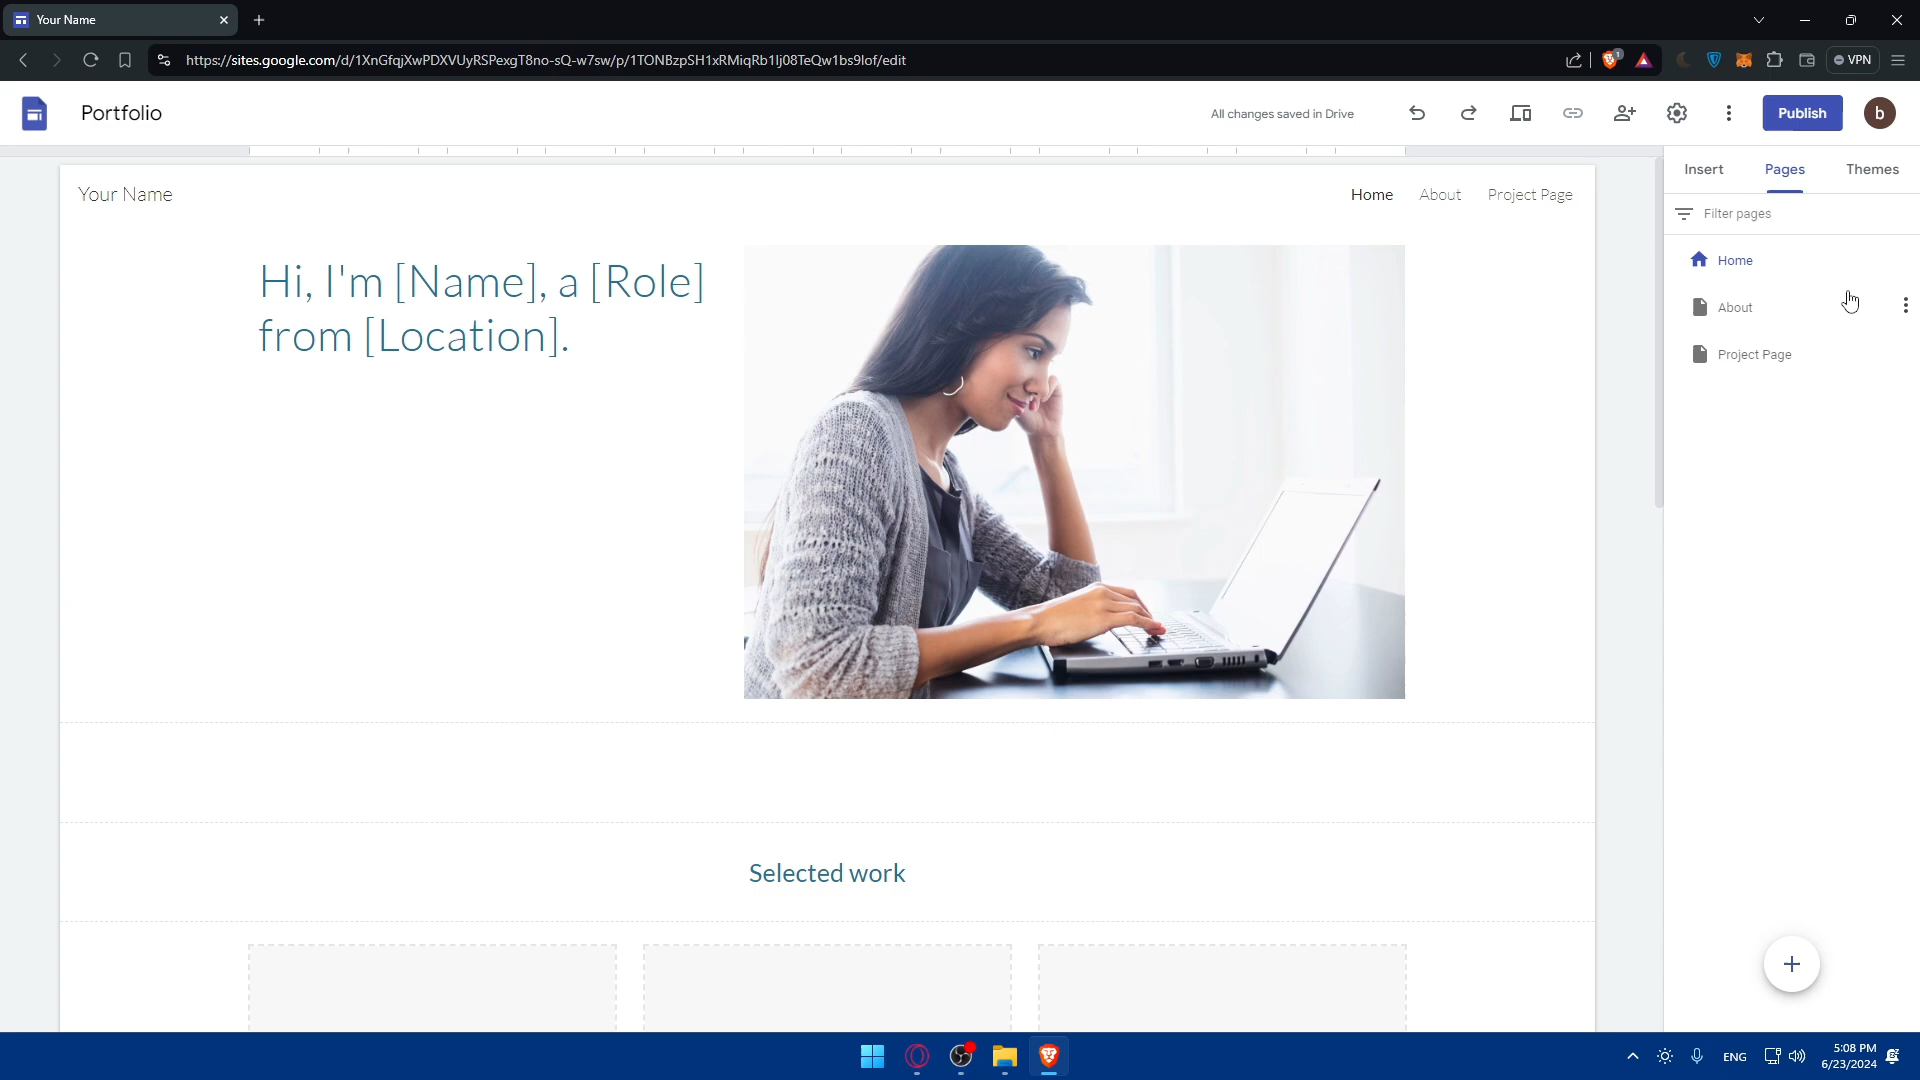 Your Name
https://sites.google.com/d/1XnGfqjXwPDXVUyRSPexgT8no-sQ-w7sw/p/1TONBzpSH1xRMiqRb1lj08TeQw1bs9lof/edit
1
VPN
Portfolio
All changes saved in Drive
Publish
b
Insert
Pages
Themes
Your Name
Home
About
Project Page
Filter pages
Home
About
Project Page
Hi, I'm [Name], a [Role]
from [Location].
Selected work
ENG
5:08 PM
6/23/2024